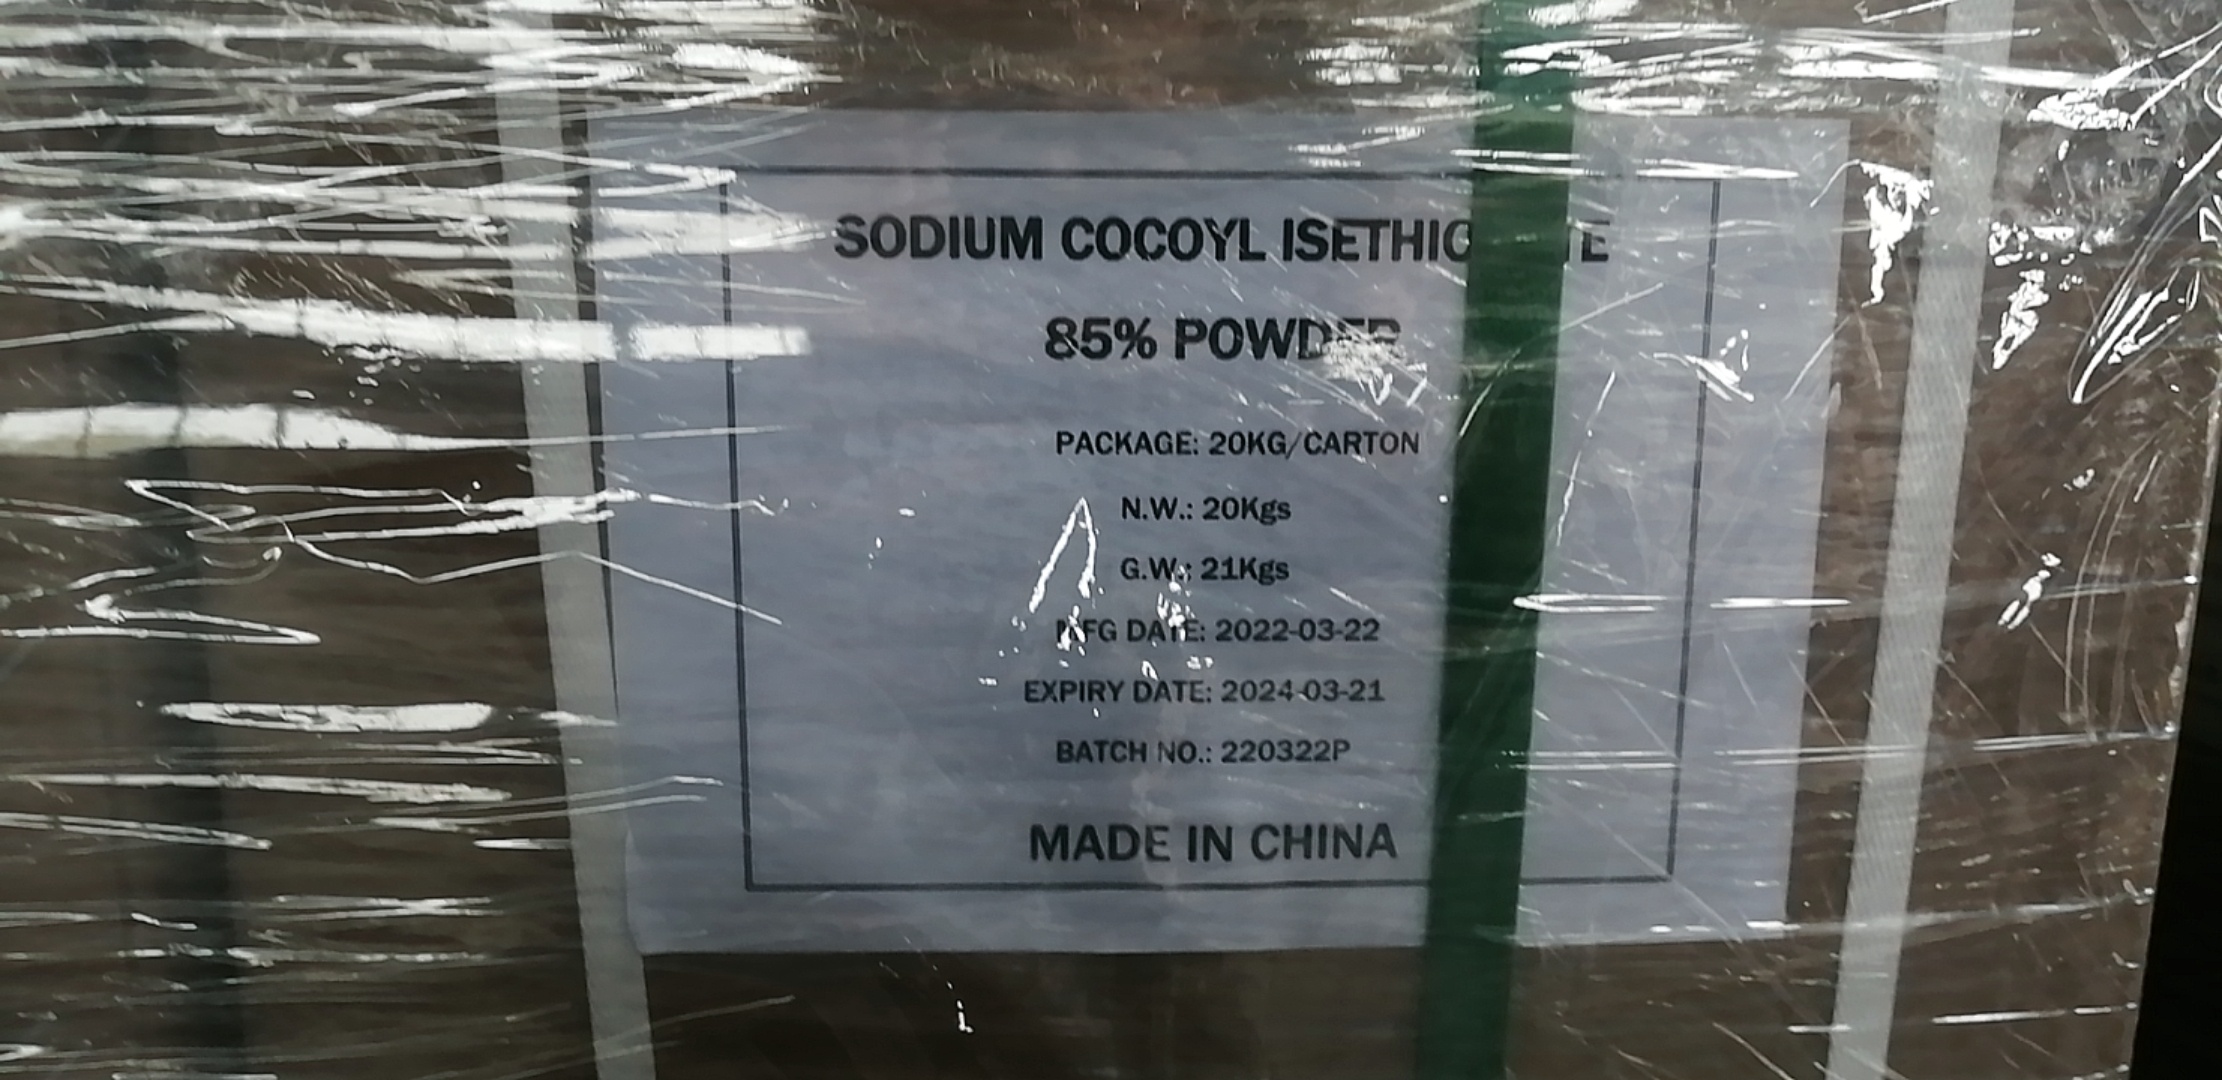 SODIUM COCOYL ISETHIONATE
85% POWDER
PACKAGE: 20KG/CARTON
N.W.: 20Kgs
G.W.: 21Kgs
MFG DATE: 2022-03-22
EXPIRY DATE: 2024-03-21
BATCH NO.: 220322P
MADE IN CHINA